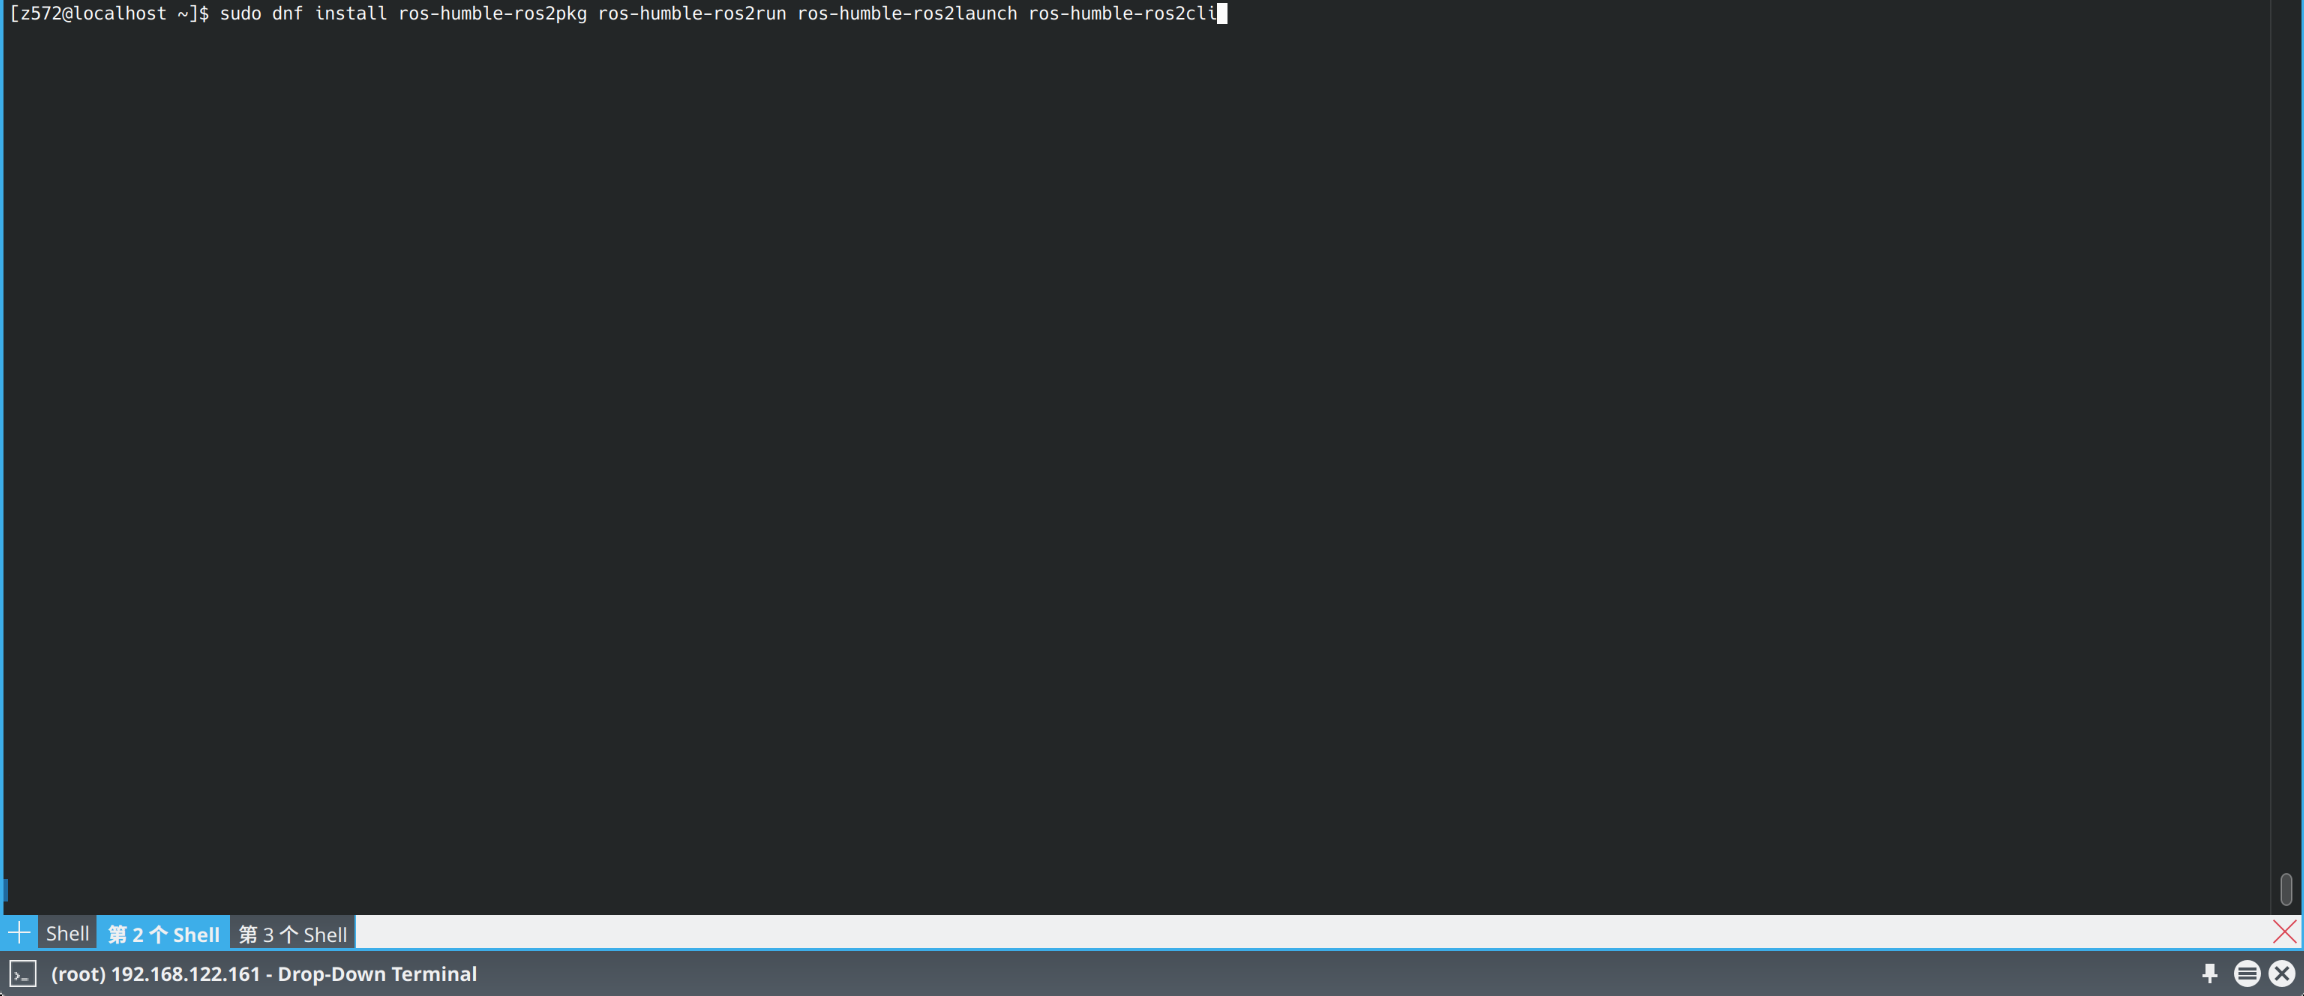 [z572@localhost ~]$ sudo dnf install ros-humble-ros2pkg ros-humble-ros2run ros-humble-ros2launch ros-humble-ros2cli
Shell 第 2 个 Shell 第 3 个 Shell
(root) 192.168.122.161 - Drop-Down Terminal